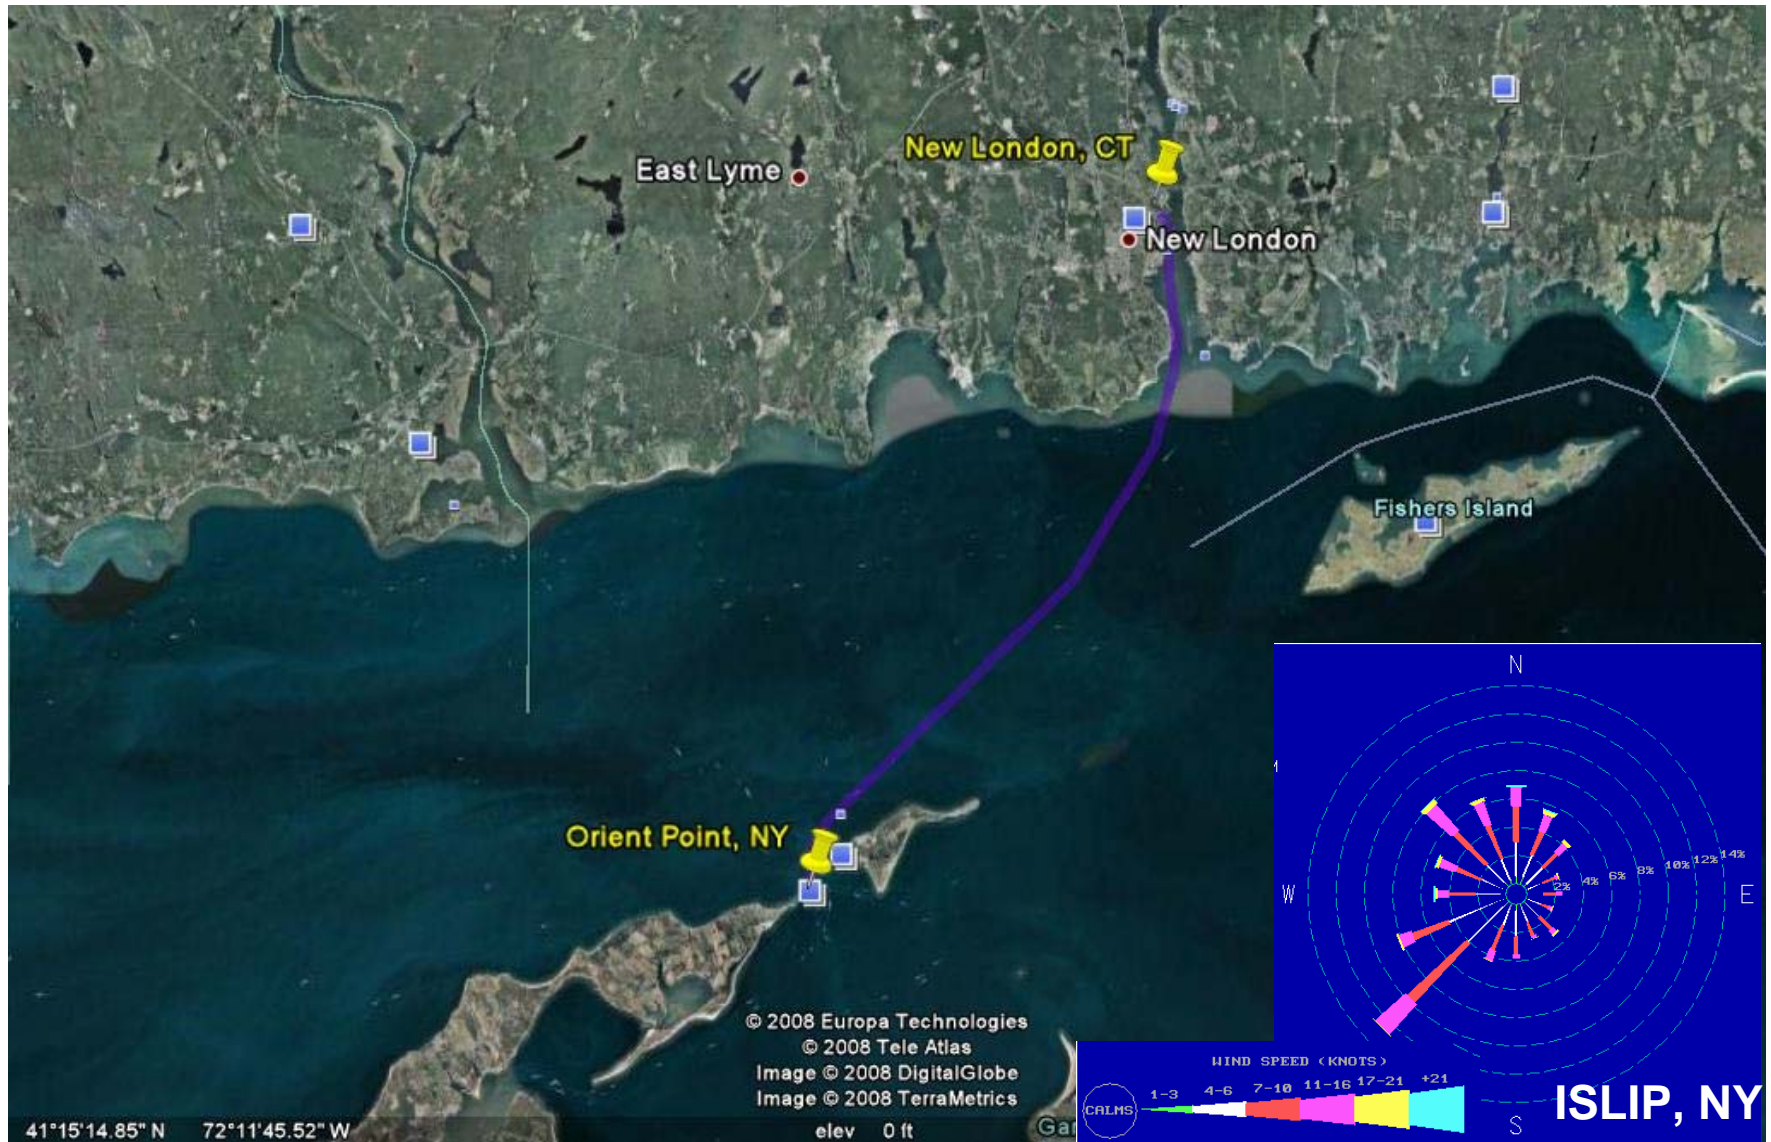 New London, CT
East Lyme
New London
Fishers Island
Orient Point, NY
N
W
E
S
2%
4%
6%
8%
10%
12%
14%
© 2008 Europa Technologies
© 2008 Tele Atlas
Image © 2008 DigitalGlobe
Image © 2008 TerraMetrics
WIND SPEED (KNOTS)
CALMS
1-3
4-6
7-10
11-16
17-21
+21
ISLIP, NY
41°15'14.85" N 72°11'45.52" W
elev 0 ft